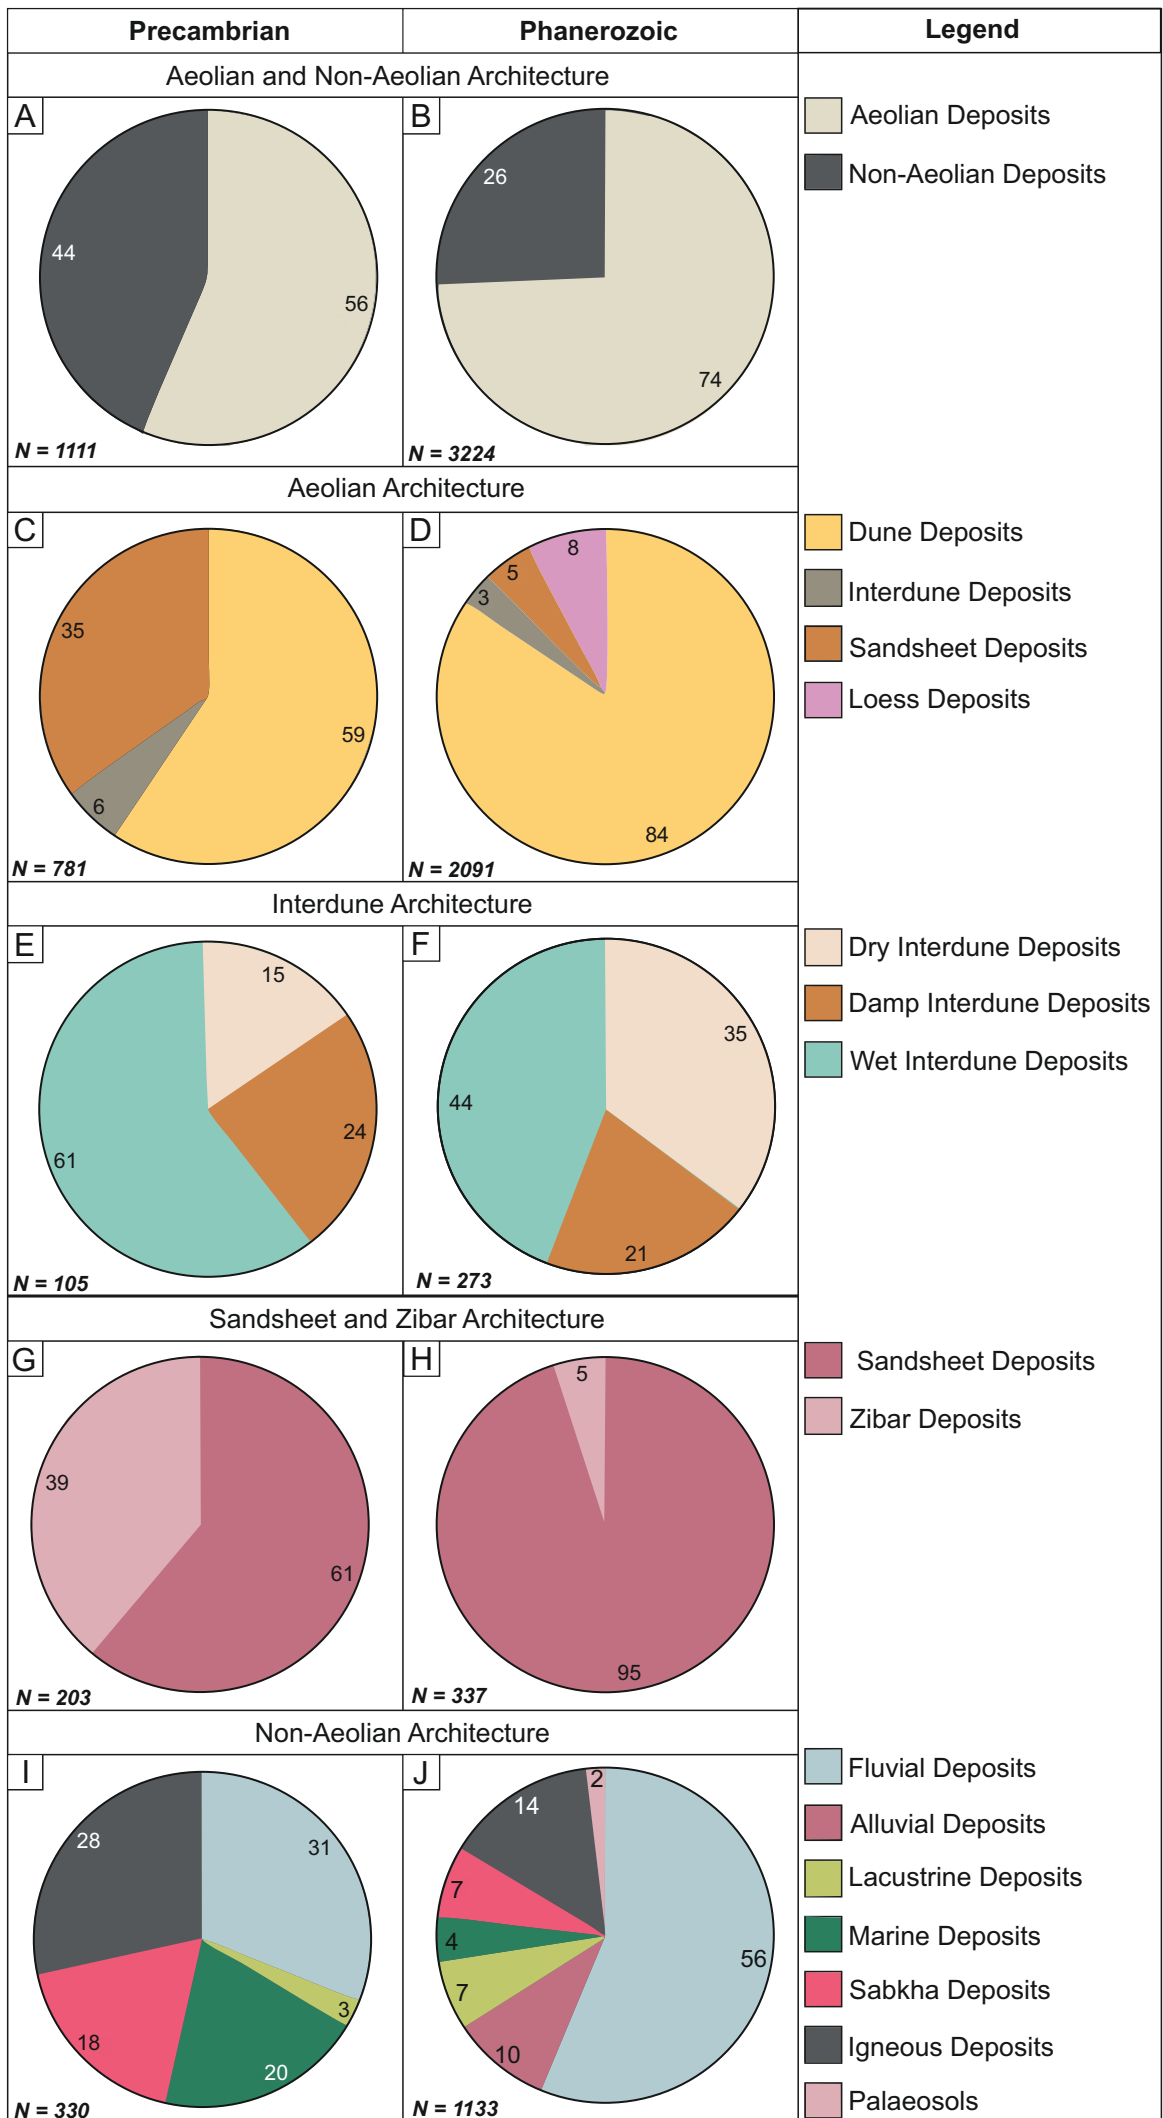 Precambrian
Phanerozoic
Legend
Aeolian and Non-Aeolian Architecture
A
44
56
N = 1111
B
26
74
N = 3224
Aeolian Deposits
Non-Aeolian Deposits
Aeolian Architecture
C
35
6
59
N = 781
D
8
5
3
84
N = 2091
Dune Deposits
Interdune Deposits
Sandsheet Deposits
Loess Deposits
Interdune Architecture
E
15
24
61
N = 105
F
35
44
21
N = 273
Dry Interdune Deposits
Damp Interdune Deposits
Wet Interdune Deposits
Sandsheet and Zibar Architecture
G
39
61
N = 203
H
5
95
N = 337
Sandsheet Deposits
Zibar Deposits
Non-Aeolian Architecture
I
28
31
3
18
20
N = 330
J
2
14
7
4
7
10
56
N = 1133
Fluvial Deposits
Alluvial Deposits
Lacustrine Deposits
Marine Deposits
Sabkha Deposits
Igneous Deposits
Palaeosols